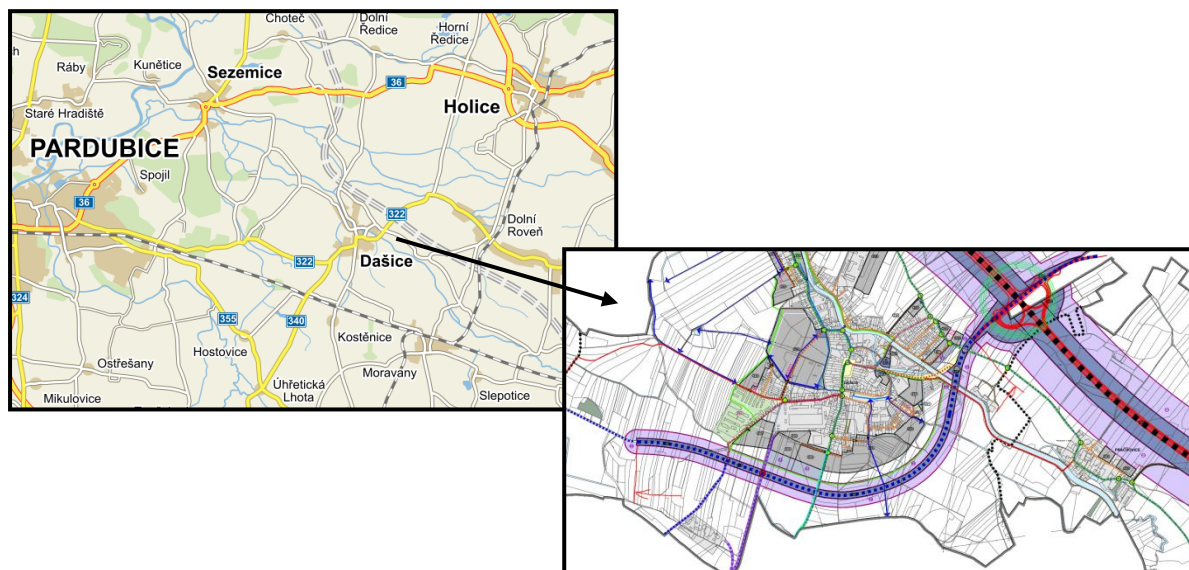 Choteč
Dolní
Ředice
Horní
Ředice
Kunětice
Ráby
Sezemice
36
Holice
Staré Hradiště
PARDUBICE
Spojil
36
322
Dolní
Roveň
322
Dašice
324
355
340
Kostěnice
Hostovice
Moravany
Ostřešany
Úhřetická
Lhota
Mikulovice
Slepotice